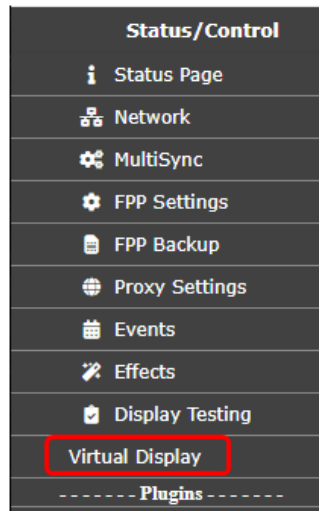 Status/Control
Status Page
Network
MultiSync
FPP Settings
FPP Backup
Proxy Settings
Events
Effects
Display Testing
Virtual Display
- - - - - - - Plugins - - - - - - -